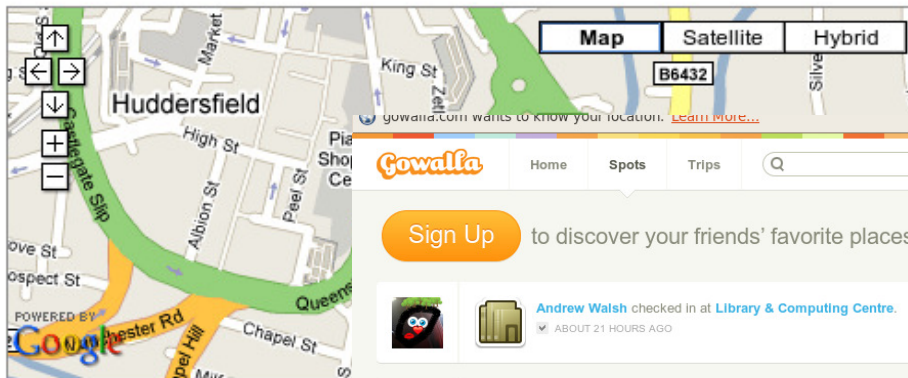 Market
Map Satellite Hybrid
King St
B6432
Huddersfield
High St
gowalla.com wants to know your location. Learn More...
Castlegate Slip
Gowalla Home Spots Trips
Albion St
Peel St
Sign Up to discover your friends' favorite places
ospect St
Queens
Andrew Walsh checked in at Library & Computing Centre.
ABOUT 21 HOURS AGO
POWERED BY
Google
Chapel St